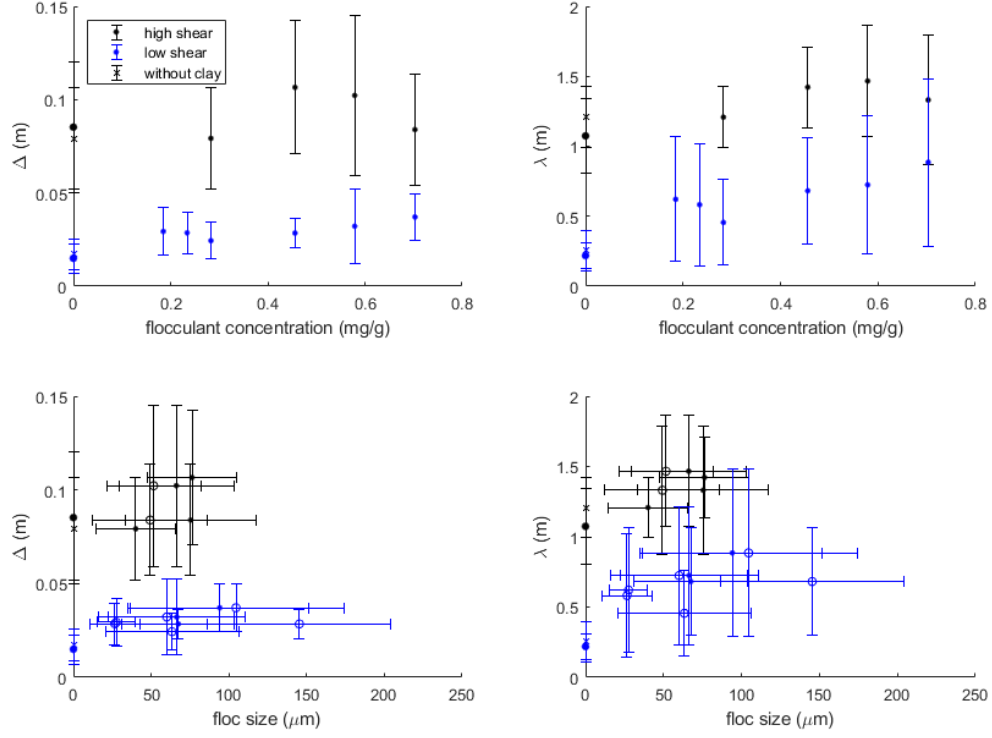 0.15
high shear
low shear
without clay
0.1
Δ (m)
0.05
0
0 0.2 0.4 0.6 0.8
flocculant concentration (mg/g)
2
1.5
λ (m)
1
0.5
0
0 0.2 0.4 0.6 0.8
flocculant concentration (mg/g)
0.15
0.1
Δ (m)
0.05
0
0 50 100 150 200 250
floc size (μm)
2
1.5
λ (m)
1
0.5
0
0 50 100 150 200 250
floc size (μm)